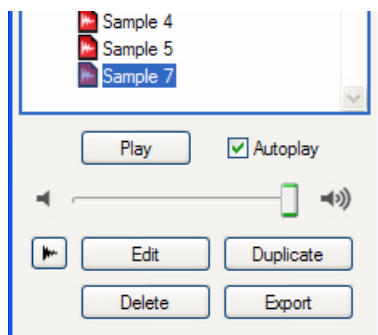 Sample 4
Sample 5
Sample 7
Play Autoplay
Edit Duplicate
Delete Export